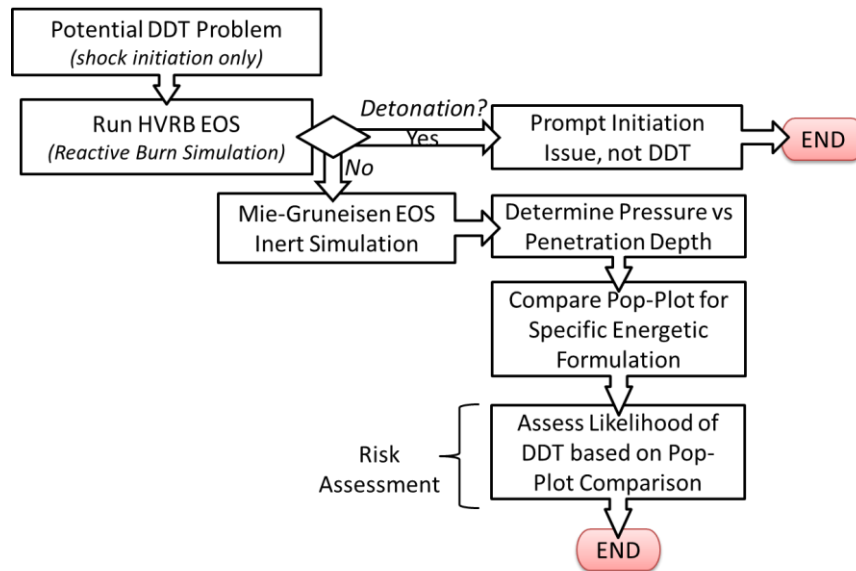 Potential DDT Problem
(shock initiation only)
Run HVRB EOS
(Reactive Burn Simulation)
Detonation?
Yes
Prompt Initiation
Issue, not DDT
END
No
Mie-Gruneisen EOS
Inert Simulation
Determine Pressure vs
Penetration Depth
Compare Pop-Plot for
Specific Energetic
Formulation
Risk
Assessment
Assess Likelihood of
DDT based on Pop-
Plot Comparison
END